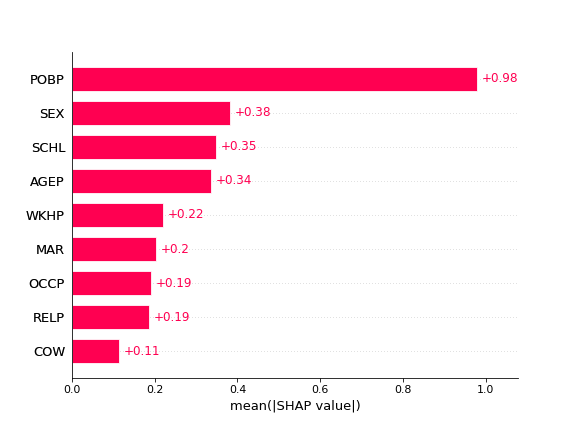 POBP +0.98
SEX +0.38
SCHL +0.35
AGEP +0.34
WKHP +0.22
MAR +0.2
OCCP +0.19
RELP +0.19
COW +0.11
0.0 0.2 0.4 0.6 0.8 1.0
mean(|SHAP value|)